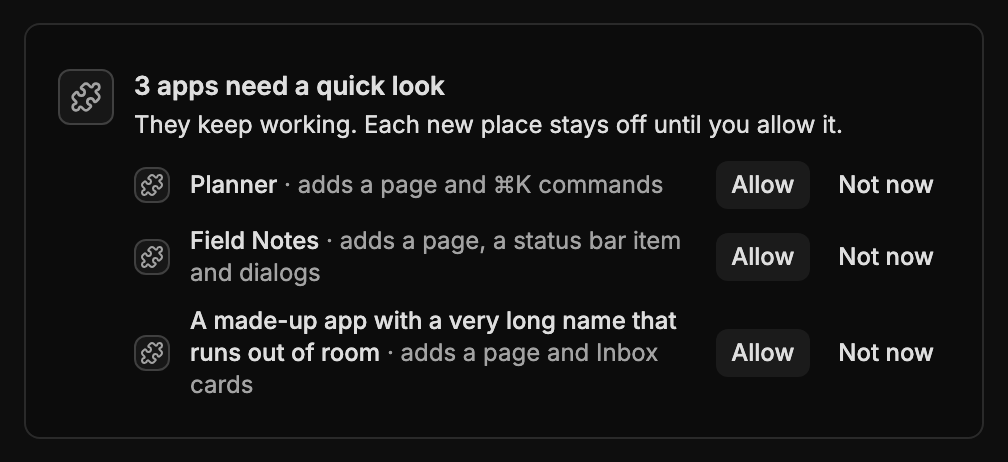 3 apps need a quick look
They keep working. Each new place stays off until you allow it.
Planner · adds a page and ⌘K commands Allow Not now
Field Notes · adds a page, a status bar item
and dialogs
Allow Not now
A made-up app with a very long name that
runs out of room · adds a page and Inbox
cards
Allow Not now